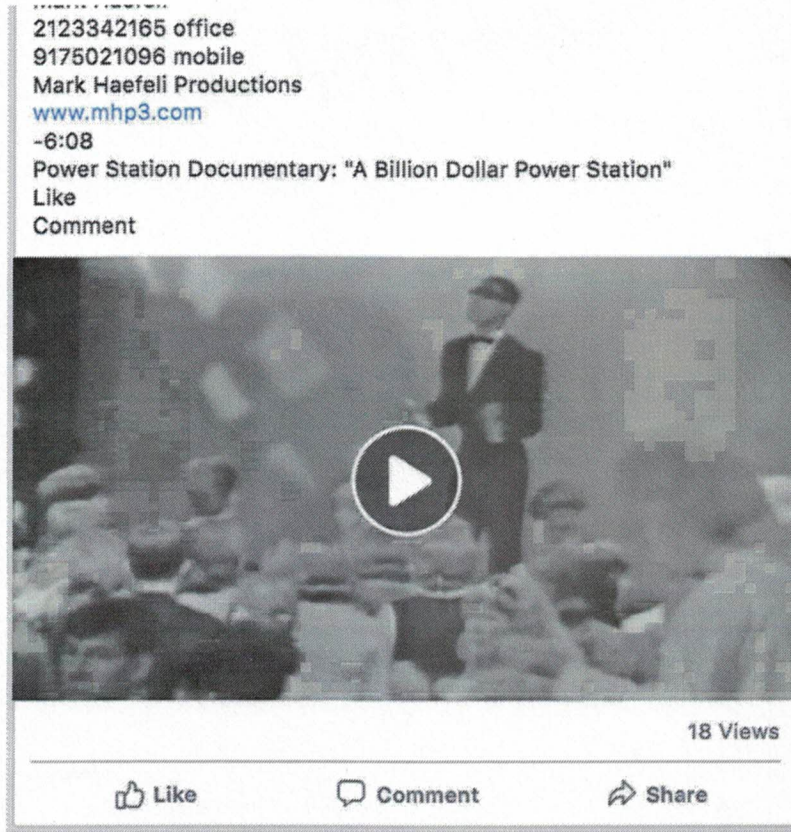 2123342165 office
9175021096 mobile
Mark Haefeli Productions
www.mhp3.com
-6:08
Power Station Documentary: "A Billion Dollar Power Station"
Like
Comment
18 Views
Like Comment Share